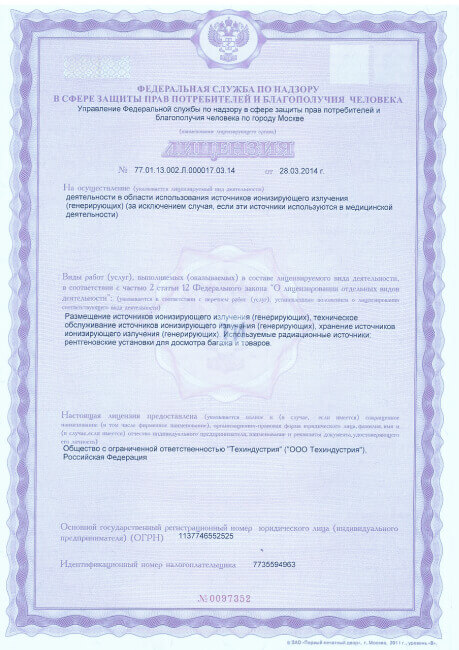 ФЕДЕРАЛЬНАЯ СЛУЖБА ПО НАДЗОРУ
В СФЕРЕ ЗАЩИТЫ ПРАВ ПОТРЕБИТЕЛЕЙ И БЛАГОПОЛУЧИЯ ЧЕЛОВЕКА
Управление Федеральной службы по надзору в сфере защиты прав потребителей и
благополучия человека по городу Москве
(наименование лицензирующего органа)
ЛИЦЕНЗИЯ
№ 77.01.13.002.Л.000017.03.14 от 28.03.2014 г.
На осуществление (указывается лицензируемый вид деятельности)
деятельности в области использования источников ионизирующего излучения
(генерирующих) (за исключением случая, если эти источники используются в медицинской
деятельности)
Виды работ (услуг), выполняемых (оказываемых) в составе лицензируемого вида деятельности,
в соответствии с частью 2 статьи 12 Федерального закона "О лицензировании отдельных видов
деятельности": (указывается в соответствии с перечнем работ (услуг), установленным положением о лицензировании
соответствующего вида деятельности)
Размещение источников ионизирующего излучения (генерирующих), техническое
обслуживание источников ионизирующего излучения (генерирующих), хранение источников
ионизирующего излучения (генерирующих). Используемые радиационные источники:
рентгеновские установки для досмотра багажа и товаров.
Настоящая лицензия предоставлена (указывается полное и (в случае, если имеется) сокращенное
наименование (в том числе фирменное наименование), организационно-правовая форма юридического лица, фамилия, имя и
(в случае, если имеется) отчество индивидуального предпринимателя, наименование и реквизиты документа, удостоверяющего
его личность)
Общество с ограниченной ответственностью "Техиндустрия" ("ООО Техиндустрия"),
Российская Федерация
Основной государственный регистрационный номер юридического лица (индивидуального
предпринимателя) (ОГРН) 1137746552525
Идентификационный номер налогоплательщика 7735594963
№ 0097352
ЗАО «Первый печатный двор», г. Москва, 2011 г., уровень «В».